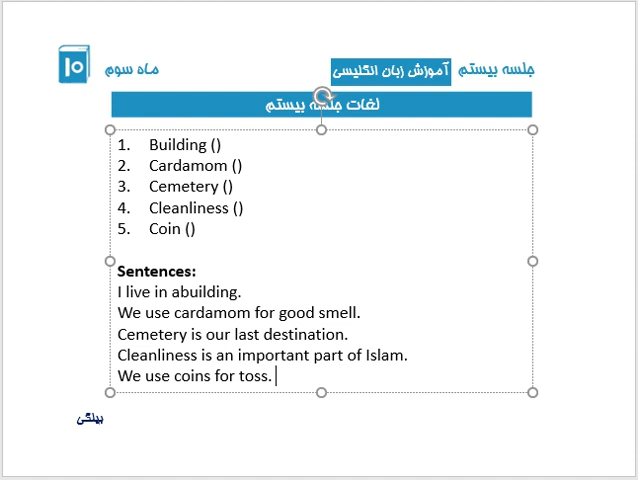 جلسه بیستم آموزش زبان انگلیسی ماه سوم ۱۰
لغات جلسه بیستم
1. Building ()
2. Cardamom ()
3. Cemetery ()
4. Cleanliness ()
5. Coin ()
Sentences:
I live in abuilding.
We use cardamom for good smell.
Cemetery is our last destination.
Cleanliness is an important part of Islam.
We use coins for toss.
بیلگی